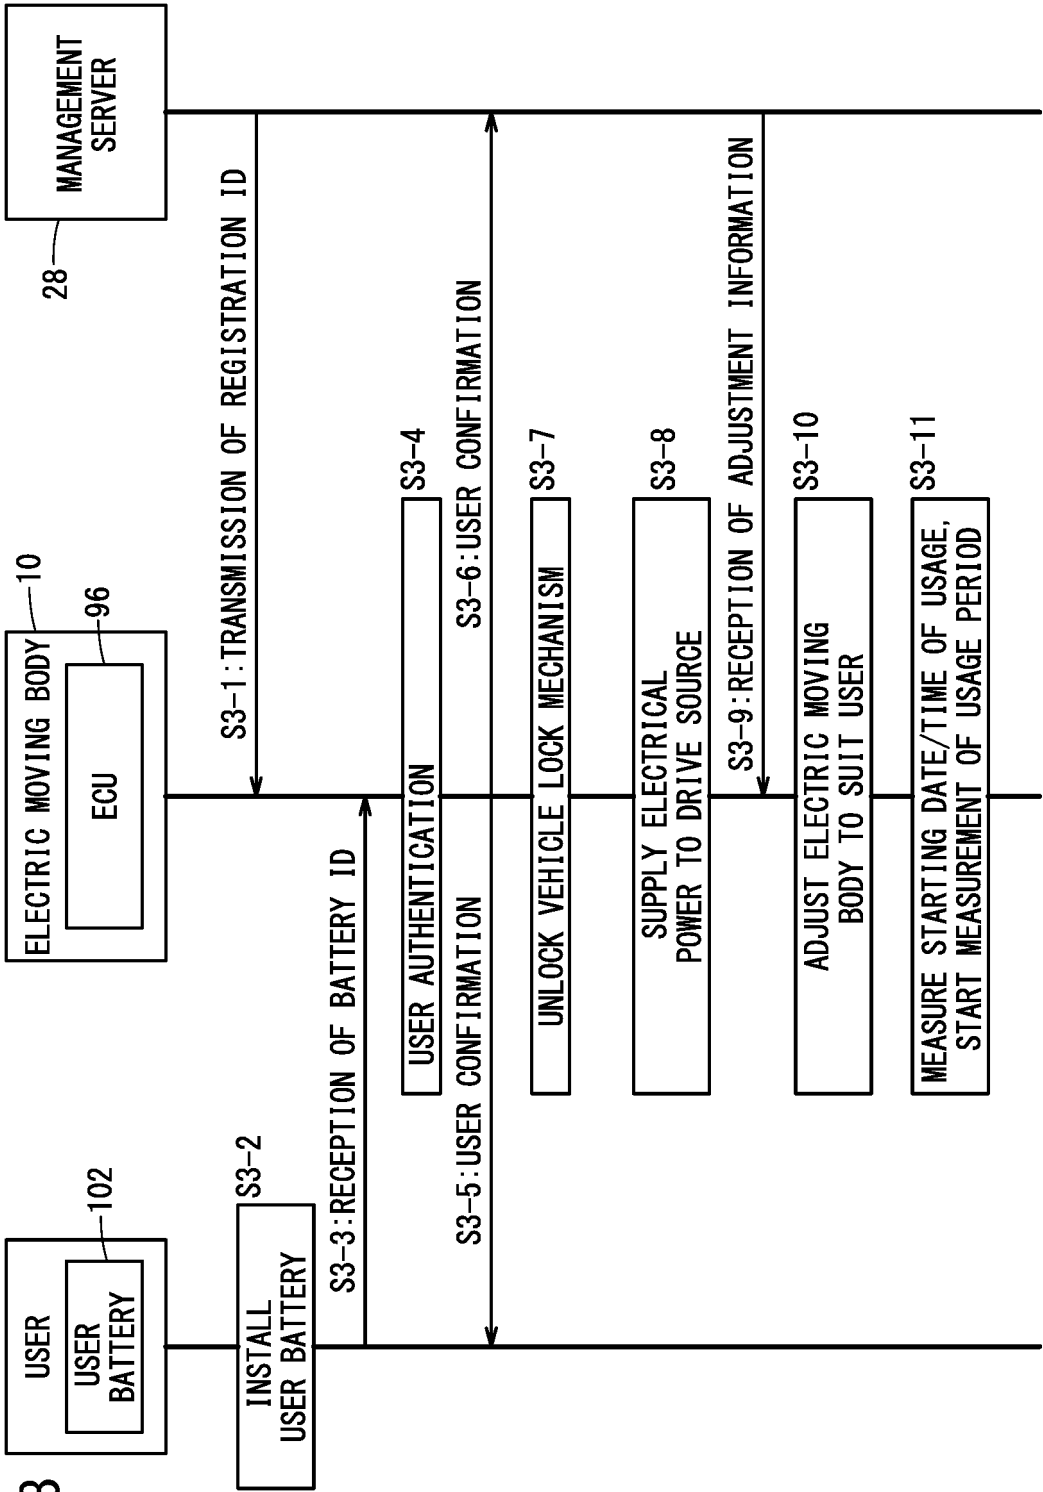 USER
USER
BATTERY
102
ELECTRIC MOVING BODY
10
ECU
96
MANAGEMENT
SERVER
28
S3-1:TRANSMISSION OF REGISTRATION ID
INSTALL
USER BATTERY
S3-2
S3-3:RECEPTION OF BATTERY ID
USER AUTHENTICATION
S3-4
S3-5:USER CONFIRMATION
S3-6:USER CONFIRMATION
UNLOCK VEHICLE LOCK MECHANISM
S3-7
SUPPLY ELECTRICAL
POWER TO DRIVE SOURCE
S3-8
S3-9:RECEPTION OF ADJUSTMENT INFORMATION
ADJUST ELECTRIC MOVING
BODY TO SUIT USER
S3-10
MEASURE STARTING DATE/TIME OF USAGE,
START MEASUREMENT OF USAGE PERIOD
S3-11